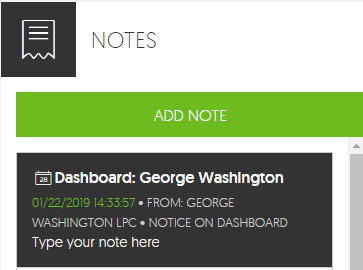 NOTES
ADD NOTE
28 Dashboard: George Washington
01/22/2019 14:33:57 • FROM: GEORGE
WASHINGTON LPC • NOTICE ON DASHBOARD
Type your note here